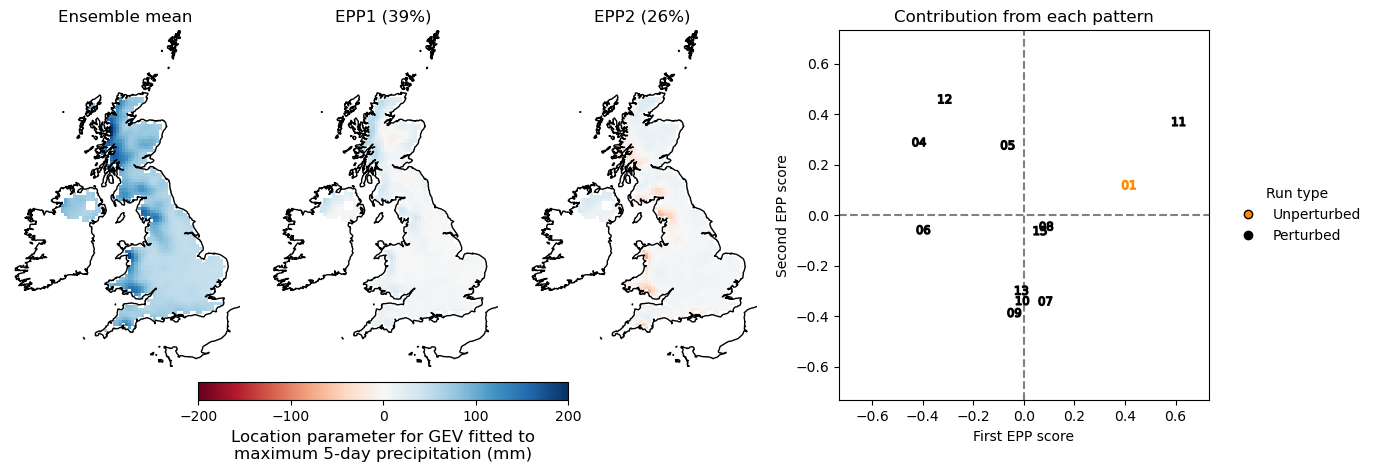 Ensemble mean
EPP1 (39%)
EPP2 (26%)
Contribution from each pattern
−200
−100
0
100
200
Location parameter for GEV fitted to
maximum 5-day precipitation (mm)
Second EPP score
0.6
0.4
0.2
0.0
−0.2
−0.4
−0.6
12
11
04
05
01
06
08
15
13
10
07
09
−0.6
−0.4
−0.2
0.0
0.2
0.4
0.6
First EPP score
Run type
Unperturbed
Perturbed